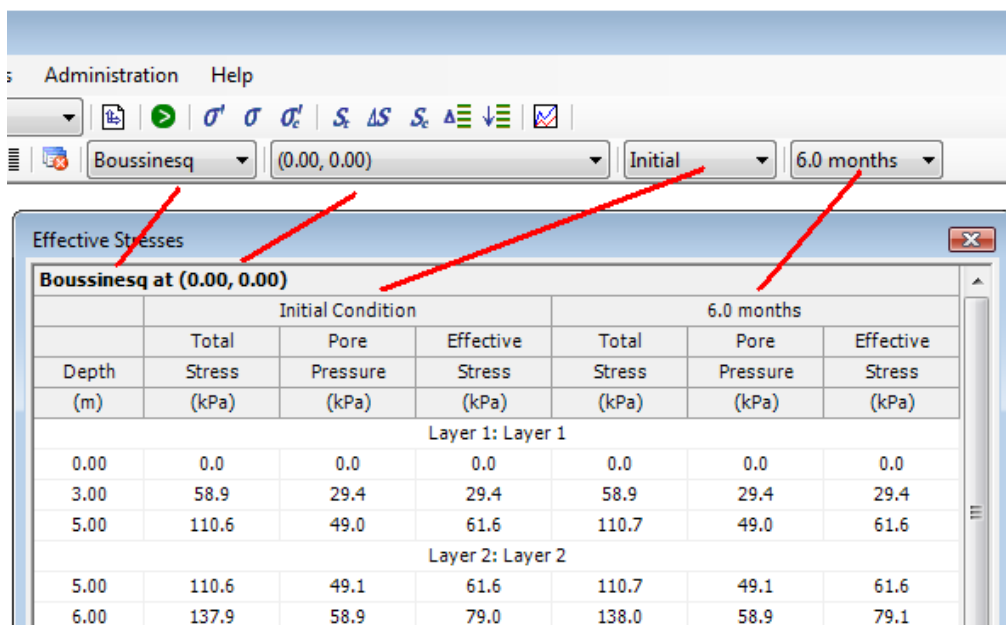 s Administration Help
σ' σ σ'c St ΔS Sc Δ
Boussinesq (0.00, 0.00) Initial 6.0 months
Effective Stresses
Boussinesq at (0.00, 0.00)
Initial Condition 6.0 months
Total Pore Effective Total Pore Effective
Depth Stress Pressure Stress Stress Pressure Stress
(m) (kPa) (kPa) (kPa) (kPa) (kPa) (kPa)
Layer 1: Layer 1
0.00 0.0 0.0 0.0 0.0 0.0 0.0
3.00 58.9 29.4 29.4 58.9 29.4 29.4
5.00 110.6 49.0 61.6 110.7 49.0 61.6
Layer 2: Layer 2
5.00 110.6 49.1 61.6 110.7 49.1 61.6
6.00 137.9 58.9 79.0 138.0 58.9 79.1